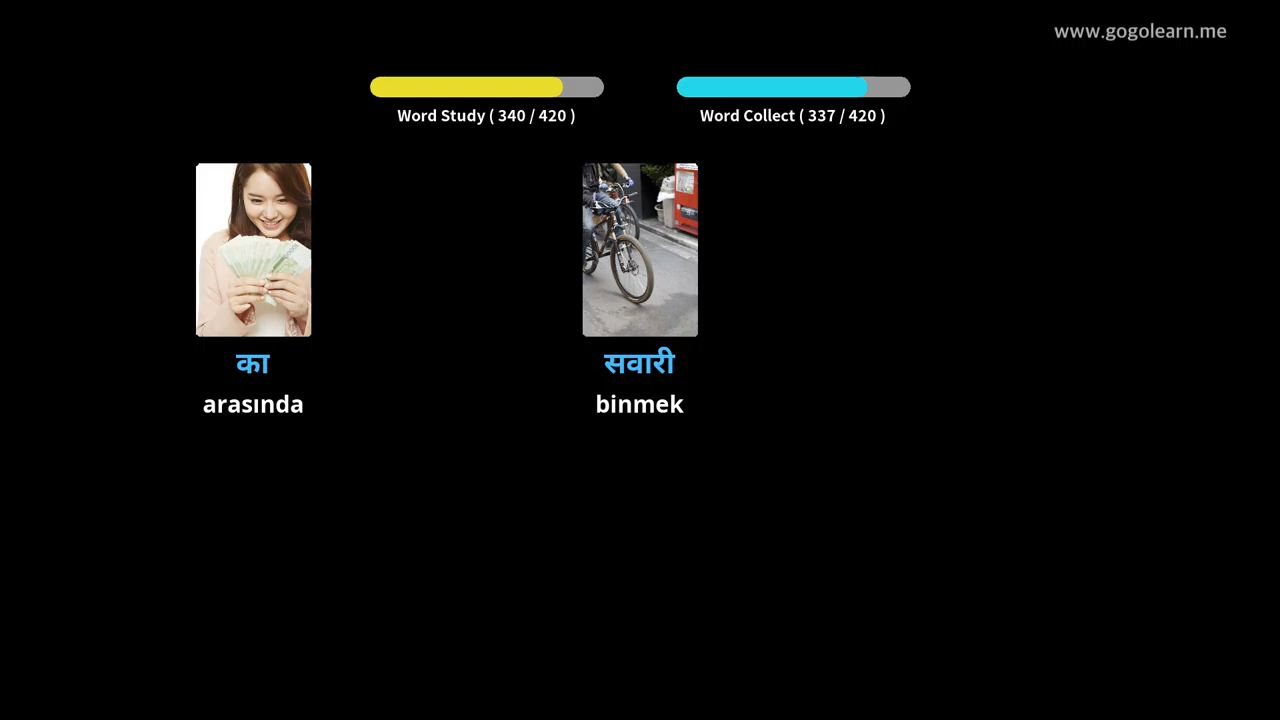 www.gogolearn.me
Word Study ( 340 / 420 )
Word Collect ( 337 / 420 )
का
सवारी
arasında
binmek